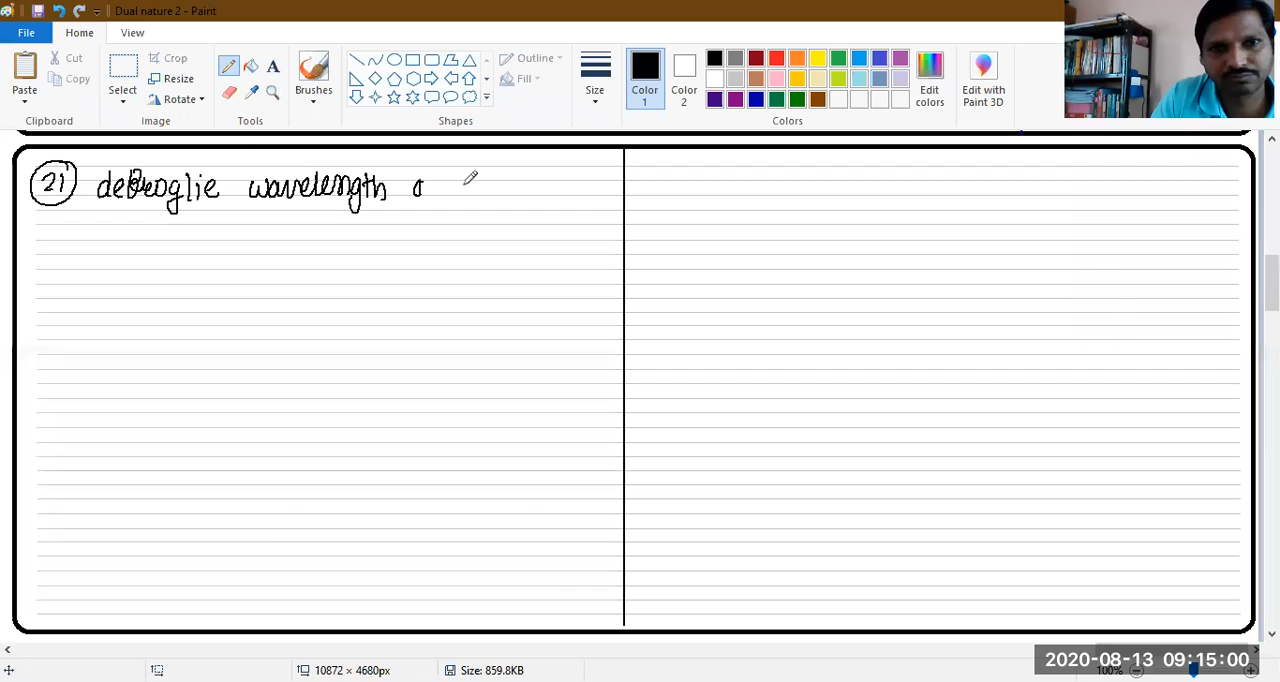 Dual nature 2 - Paint
File Home View
Paste
Cut
Copy
Clipboard
Select
Crop
Resize
Rotate
Image
A
Tools
Brushes
Shapes
Outline
Fill
Size
Color 1
Color 2
Colors
Edit colors
Edit with Paint 3D
21 deBroglie wavelength o
10872 × 4680px
Size: 859.8KB
100%
2020-08-13 09:15:00